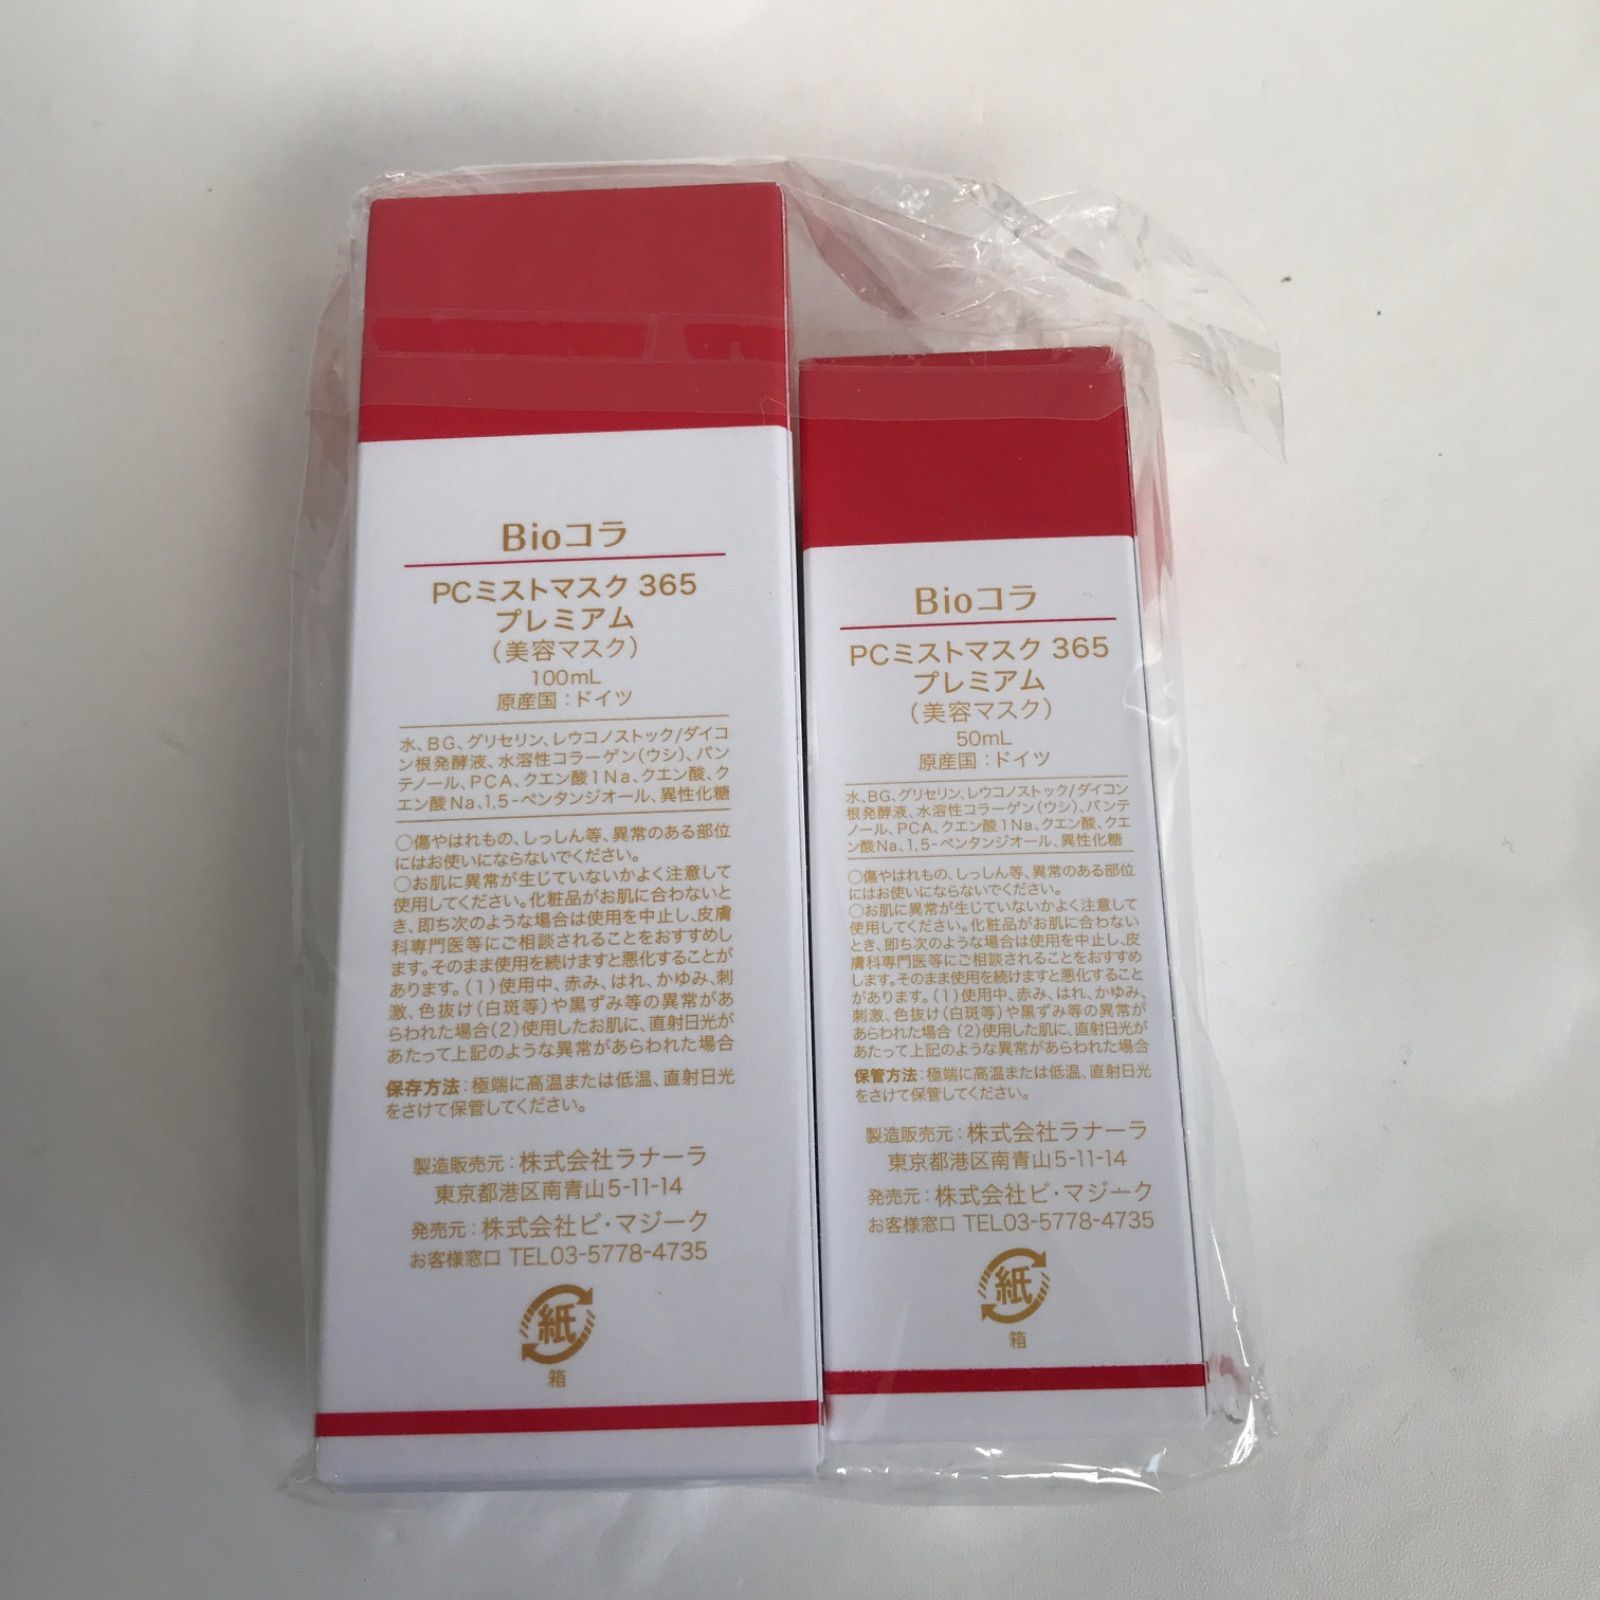 Bioコラ
PCミストマスク 365
プレミアム
（美容マスク）
100mL
原産国：ドイツ
水、BG、グリセリン、レウコノストック/ダイコ
ン根発酵液、水溶性コラーゲン(ウシ)、パン
テノール、PCA、クエン酸1Na、クエン酸、ク
エン酸Na、1,5-ペンタンジオール、異性化糖
○傷やはれもの、しっしん等、異常のある部位
にはお使いにならないでください。
○お肌に異常が生じていないかよく注意して
使用してください。化粧品がお肌に合わないと
き、即ち次のような場合は使用を中止し、皮膚
科専門医等にご相談されることをおすすめし
ます。そのまま使用を続けますと悪化することが
あります。(1)使用中、赤み、はれ、かゆみ、刺
激、色抜け(白斑等)や黒ずみ等の異常があ
らわれた場合(2)使用したお肌に、直射日光が
あたって上記のような異常があらわれた場合
保存方法：極端に高温または低温、直射日光
をさけて保管してください。
製造販売元：株式会社ラナーラ
東京都港区南青山5-11-14
発売元：株式会社ビ・マジーク
お客様窓口 TEL03-5778-4735
紙
箱
Bioコラ
PCミストマスク 365
プレミアム
（美容マスク）
50mL
原産国：ドイツ
水、BG、グリセリン、レウコノストック/ダイコン
根発酵液、水溶性コラーゲン(ウシ)、パンテ
ノール、PCA、クエン酸1Na、クエン酸、クエ
ン酸Na、1,5-ペンタンジオール、異性化糖
○傷やはれもの、しっしん等、異常のある部位
にはお使いにならないでください。
○お肌に異常が生じていないかよく注意して
使用してください。化粧品がお肌に合わない
とき、即ち次のような場合は使用を中止し、皮
膚科専門医等にご相談されることをおすすめ
します。そのまま使用を続けますと悪化すること
があります。(1)使用中、赤み、はれ、かゆみ、
刺激、色抜け(白斑等)や黒ずみ等の異常が
あらわれた場合 (2)使用した肌に、直射日光が
あたって上記のような異常があらわれた場合
保管方法：極端に高温または低温、直射日光
をさけて保管してください。
製造販売元：株式会社ラナーラ
東京都港区南青山5-11-14
発売元：株式会社ビ・マジーク
お客様窓口 TEL03-5778-4735
紙
箱